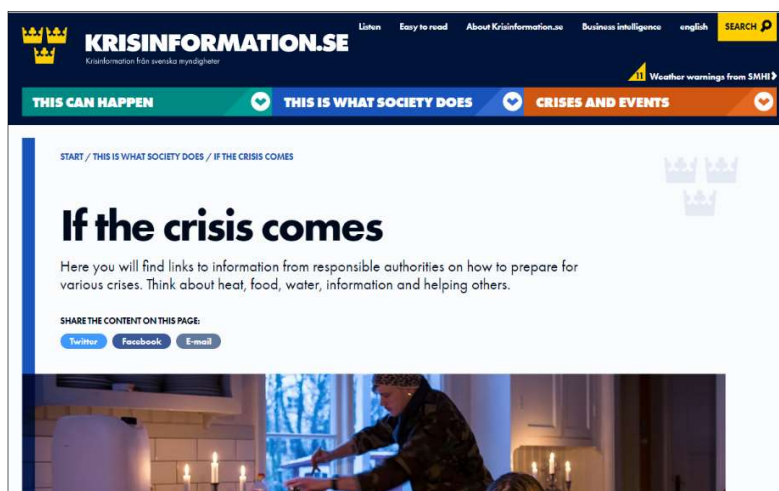 Listen Easy to read About Krisinformation.se Business intelligence english SEARCH
KRISINFORMATION.SE
Krisinformation från svenska myndigheter
11 Weather warnings from SMHI
THIS CAN HAPPEN THIS IS WHAT SOCIETY DOES CRISES AND EVENTS
START / THIS IS WHAT SOCIETY DOES / IF THE CRISIS COMES
If the crisis comes
Here you will find links to information from responsible authorities on how to prepare for
various crises. Think about heat, food, water, information and helping others.
SHARE THE CONTENT ON THIS PAGE:
Twitter Facebook E-mail